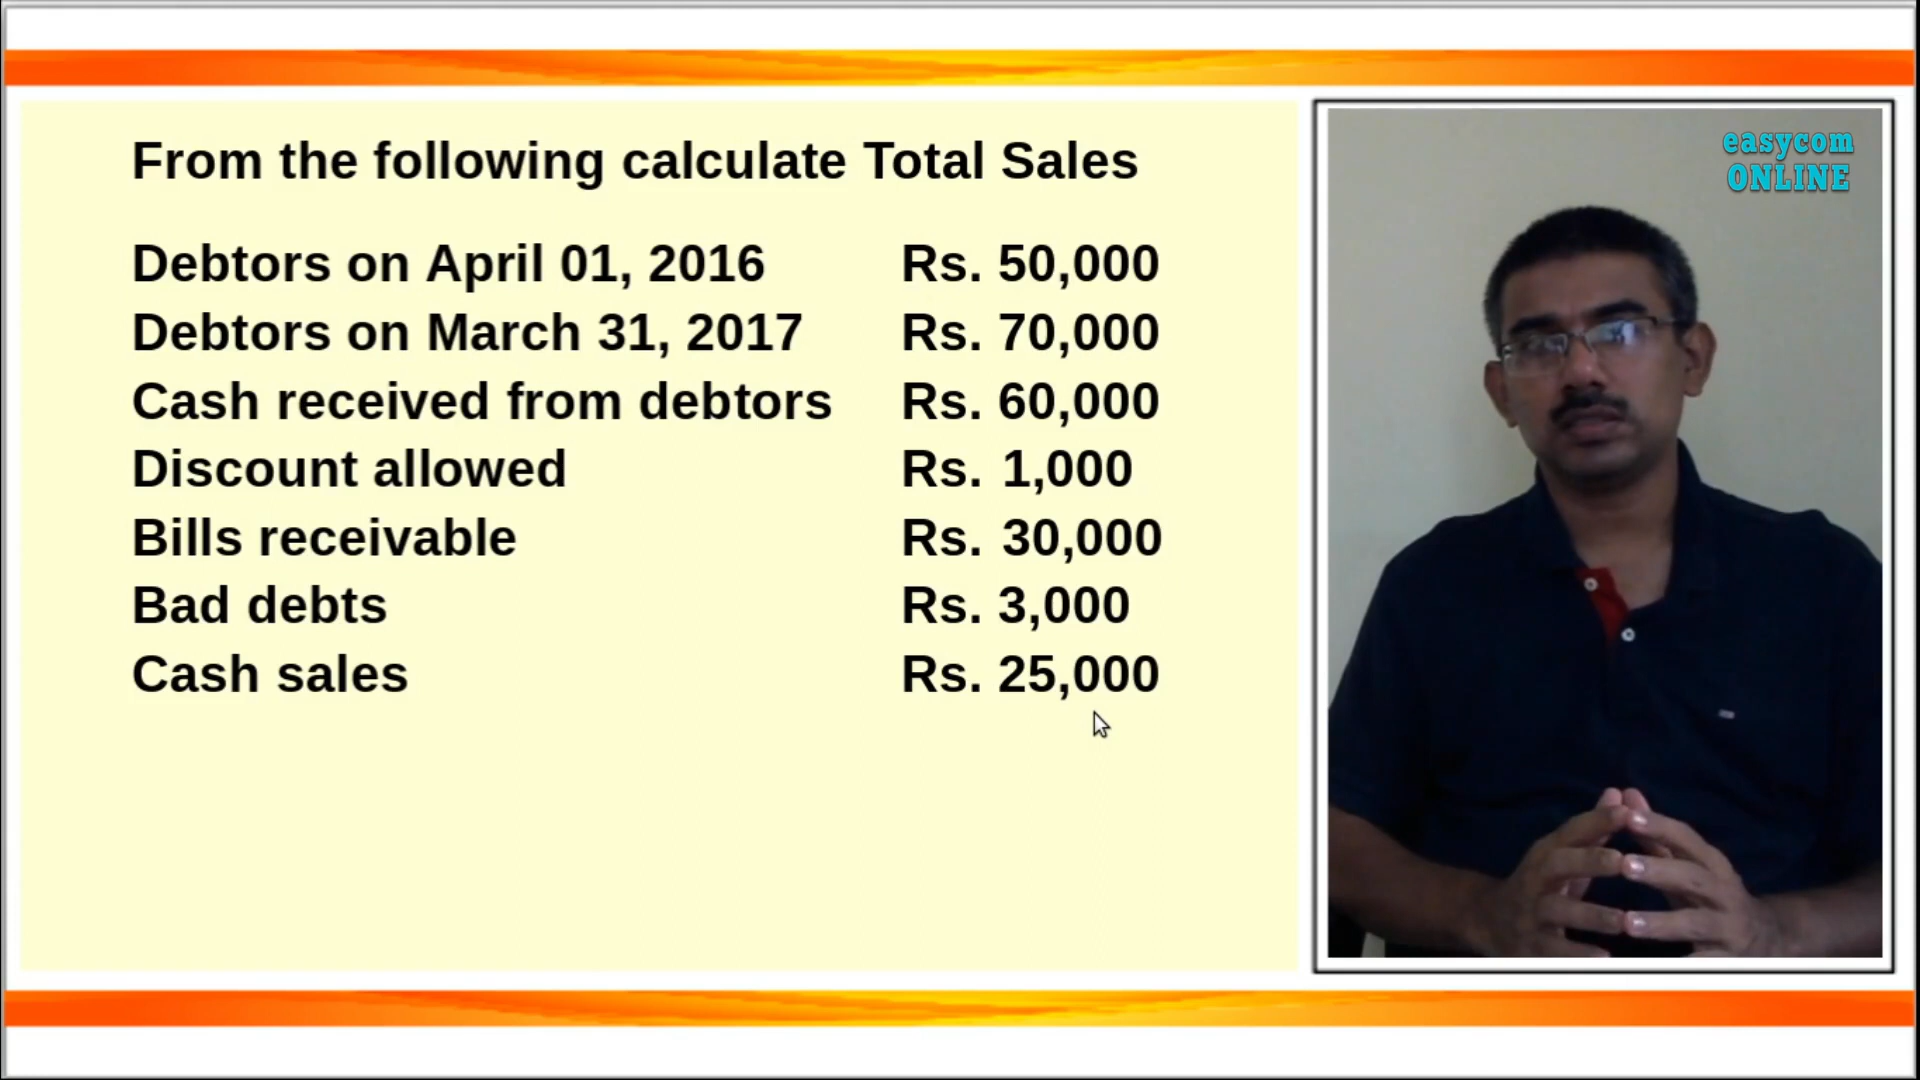 From the following calculate Total Sales
Debtors on April 01, 2016 Rs. 50,000
Debtors on March 31, 2017 Rs. 70,000
Cash received from debtors Rs. 60,000
Discount allowed Rs. 1,000
Bills receivable Rs. 30,000
Bad debts Rs. 3,000
Cash sales Rs. 25,000
easycom
ONLINE